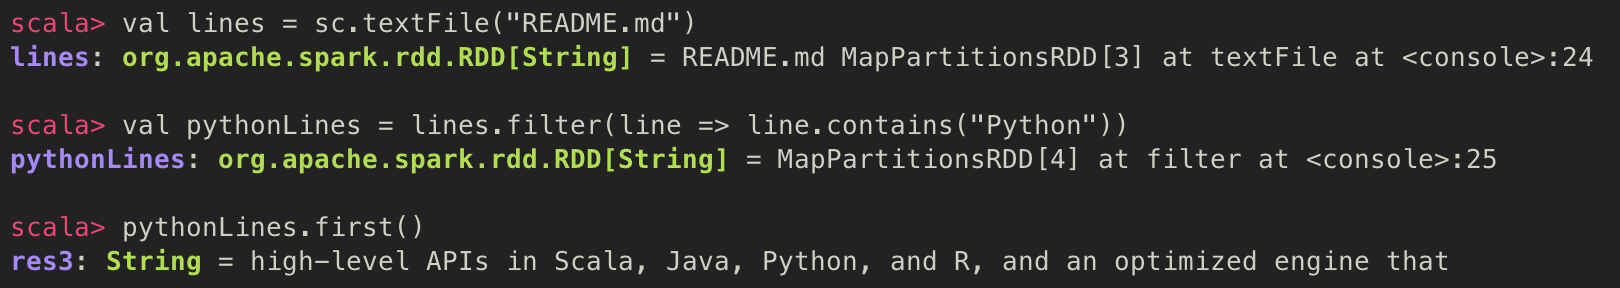 scala> val lines = sc.textFile("README.md")
lines: org.apache.spark.rdd.RDD[String] = README.md MapPartitionsRDD[3] at textFile at <console>:24
scala> val pythonLines = lines.filter(line => line.contains("Python"))
pythonLines: org.apache.spark.rdd.RDD[String] = MapPartitionsRDD[4] at filter at <console>:25
scala> pythonLines.first()
res3: String = high-level APIs in Scala, Java, Python, and R, and an optimized engine that